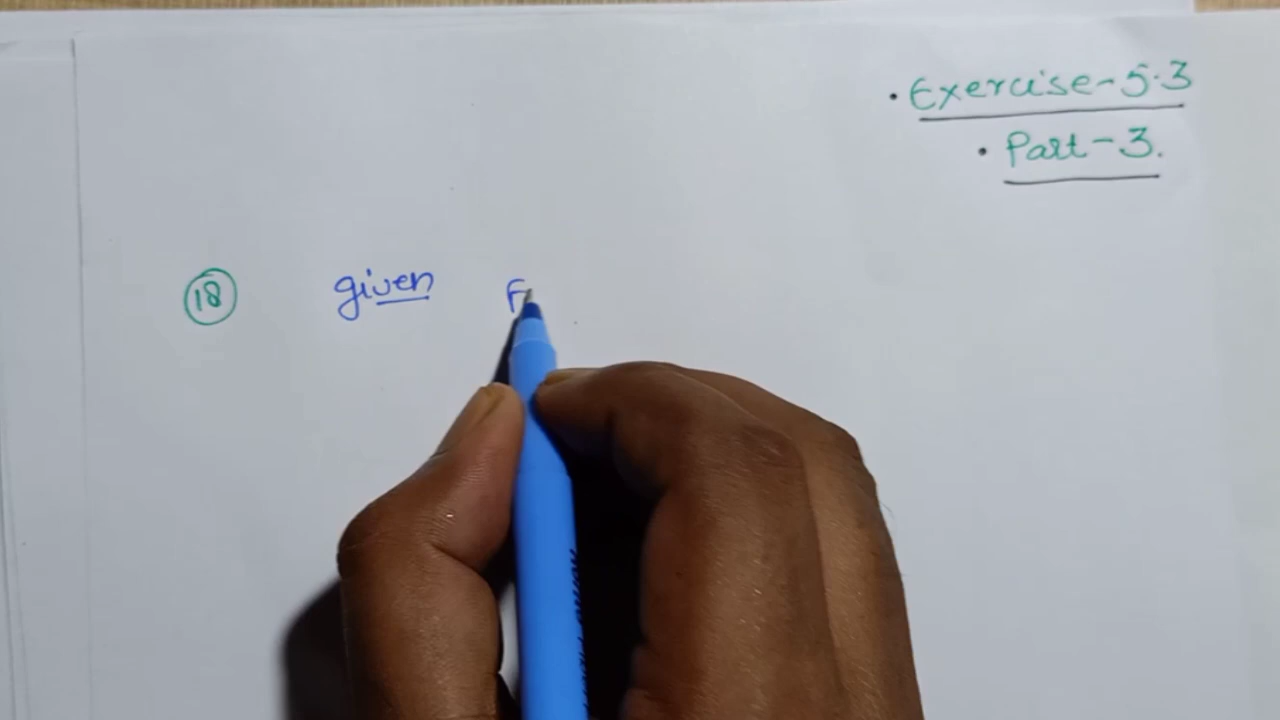 • Exercise-5.3
• Part-3.
18 given F